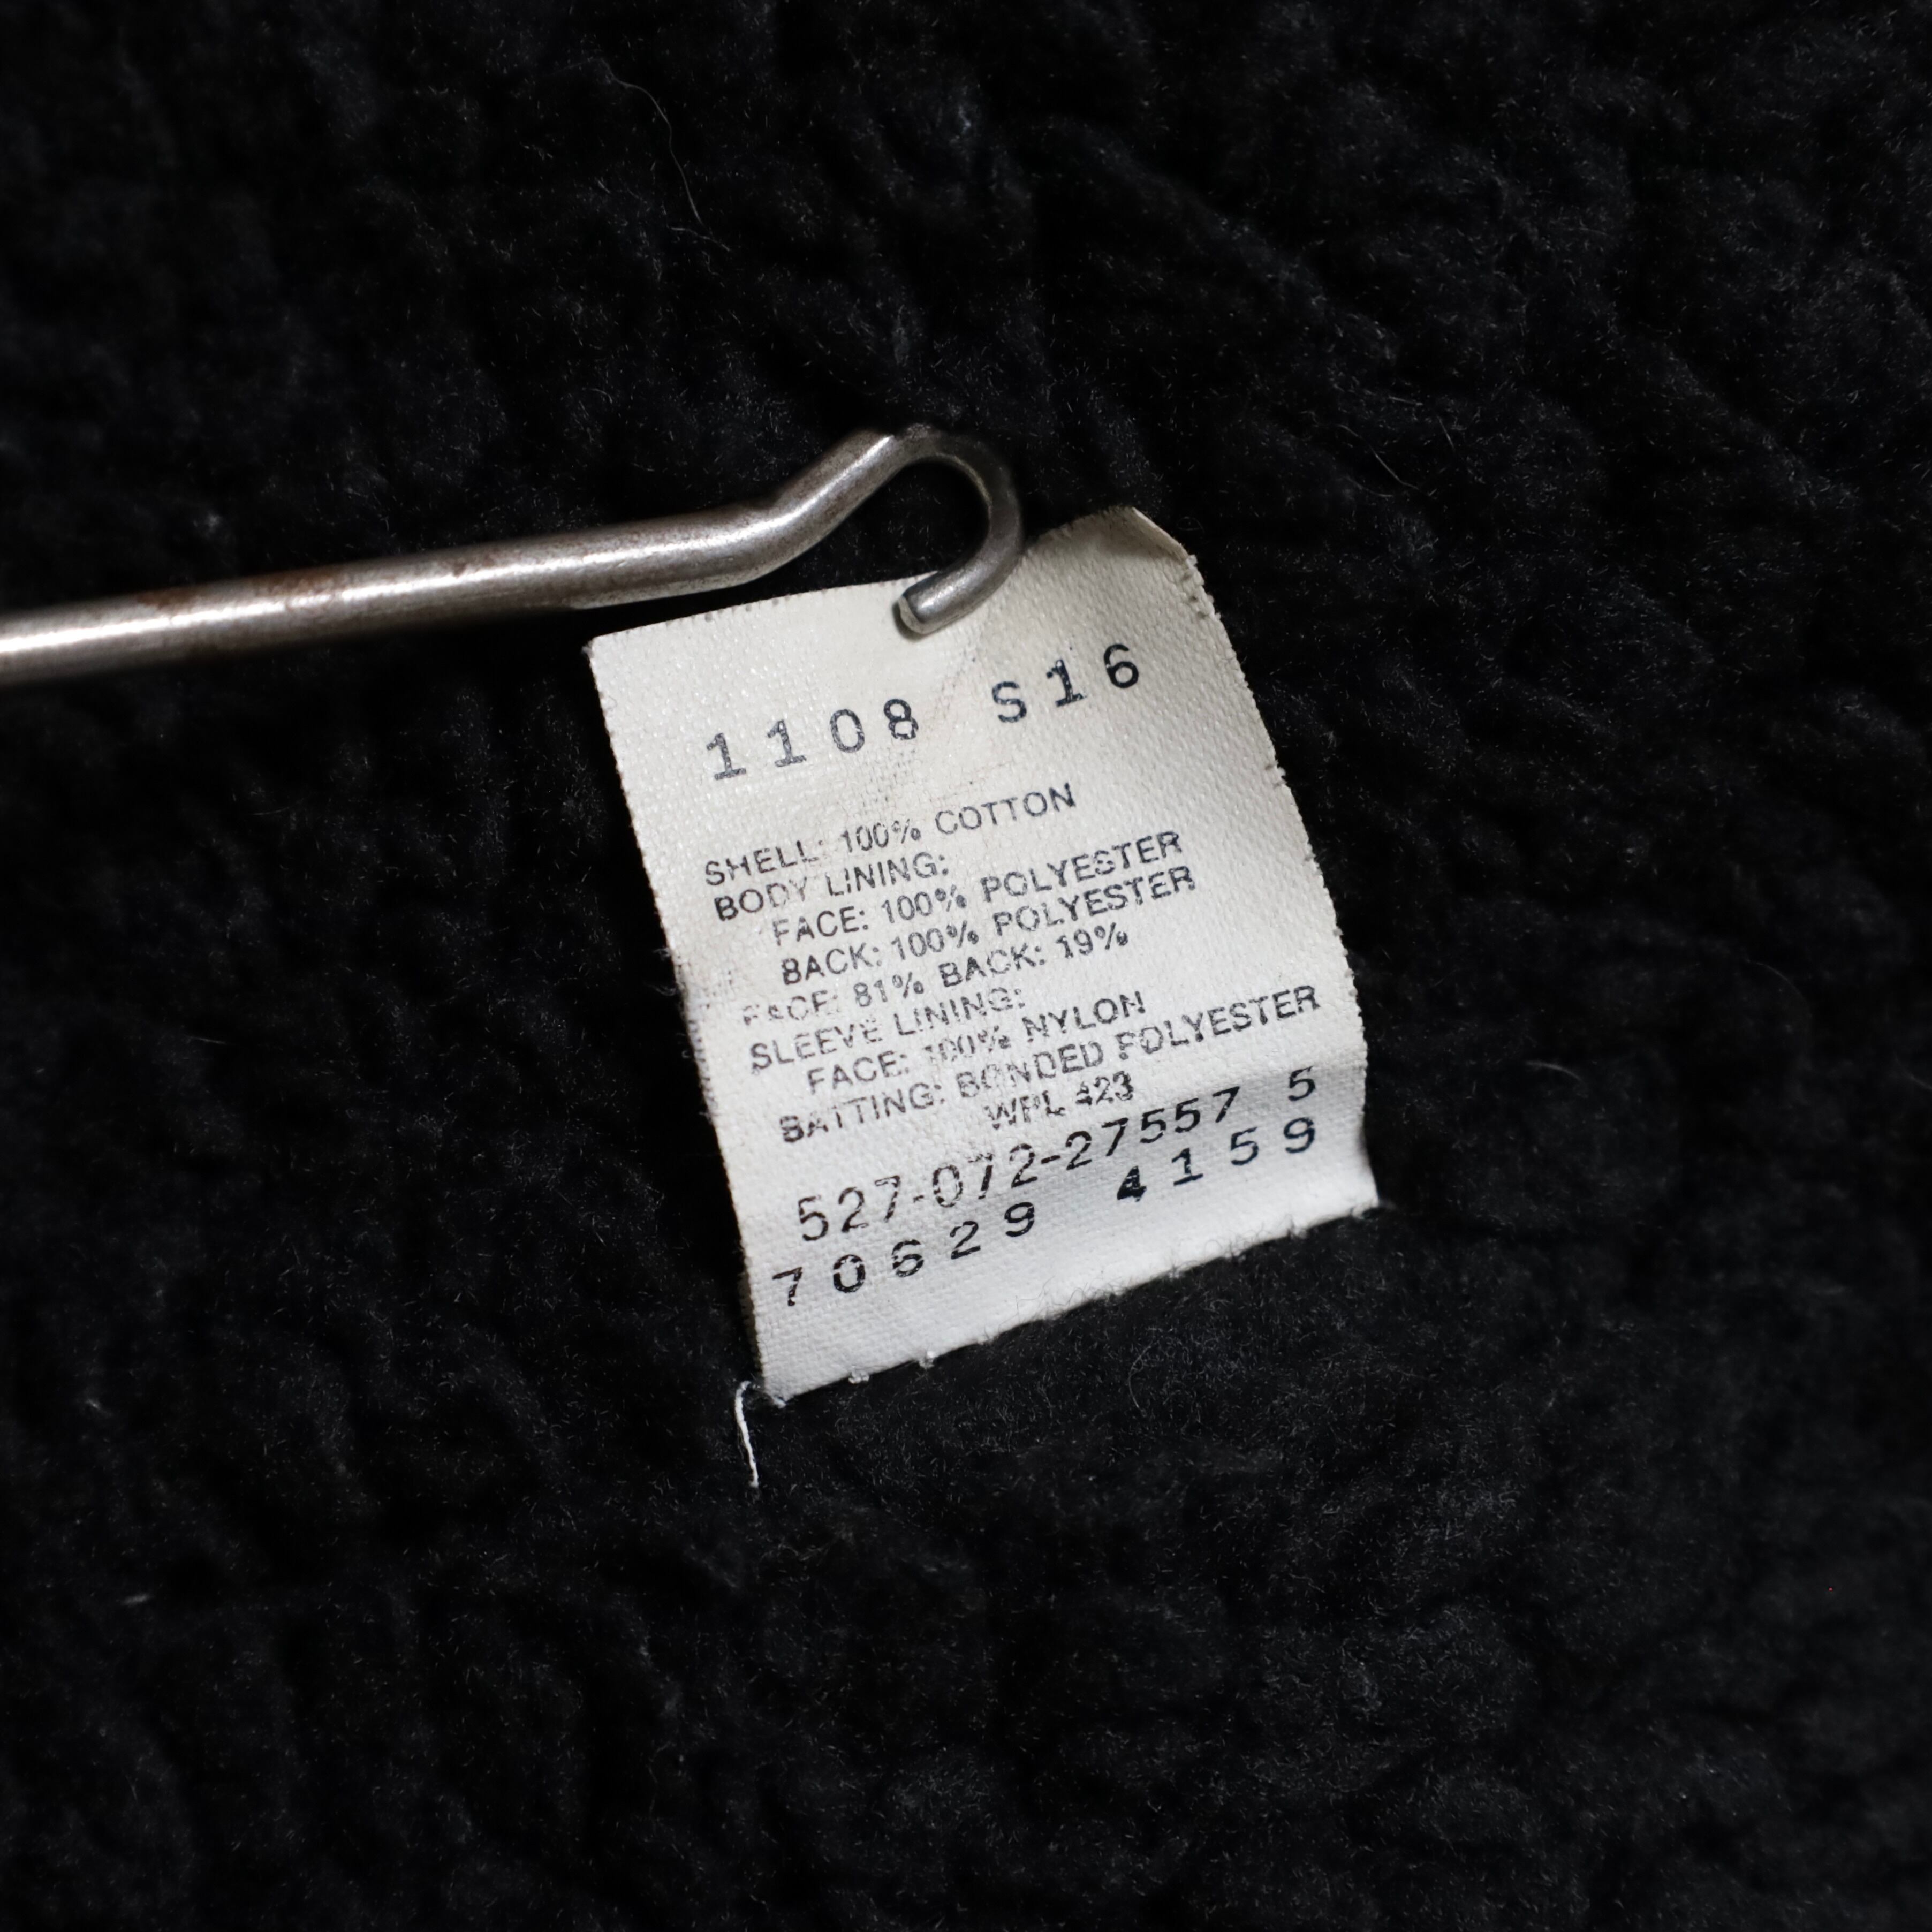 1108 S16
SHELL: 100% COTTON
BODY LINING:
FACE: 100% POLYESTER
BACK: 100% POLYESTER
FACE: 81% BACK: 19%
SLEEVE LINING:
FACE: 100% NYLON
BATTING: BONDED POLYESTER
WPL 423
527-072-27557 5
70629 4159